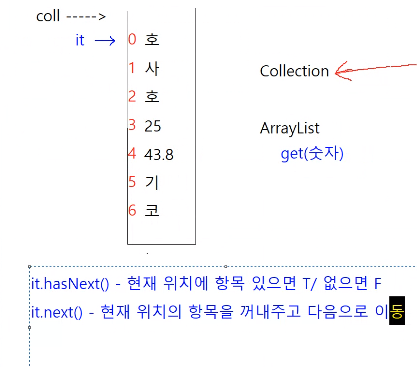 coll ----->
it → 0 호
1 사
2 호
3 25
4 43.8
5 기
6 코
Collection
ArrayList
get(숫자)
it.hasNext() - 현재 위치에 항목 있으면 T/ 없으면 F
it.next() - 현재 위치의 항목을 꺼내주고 다음으로 이동